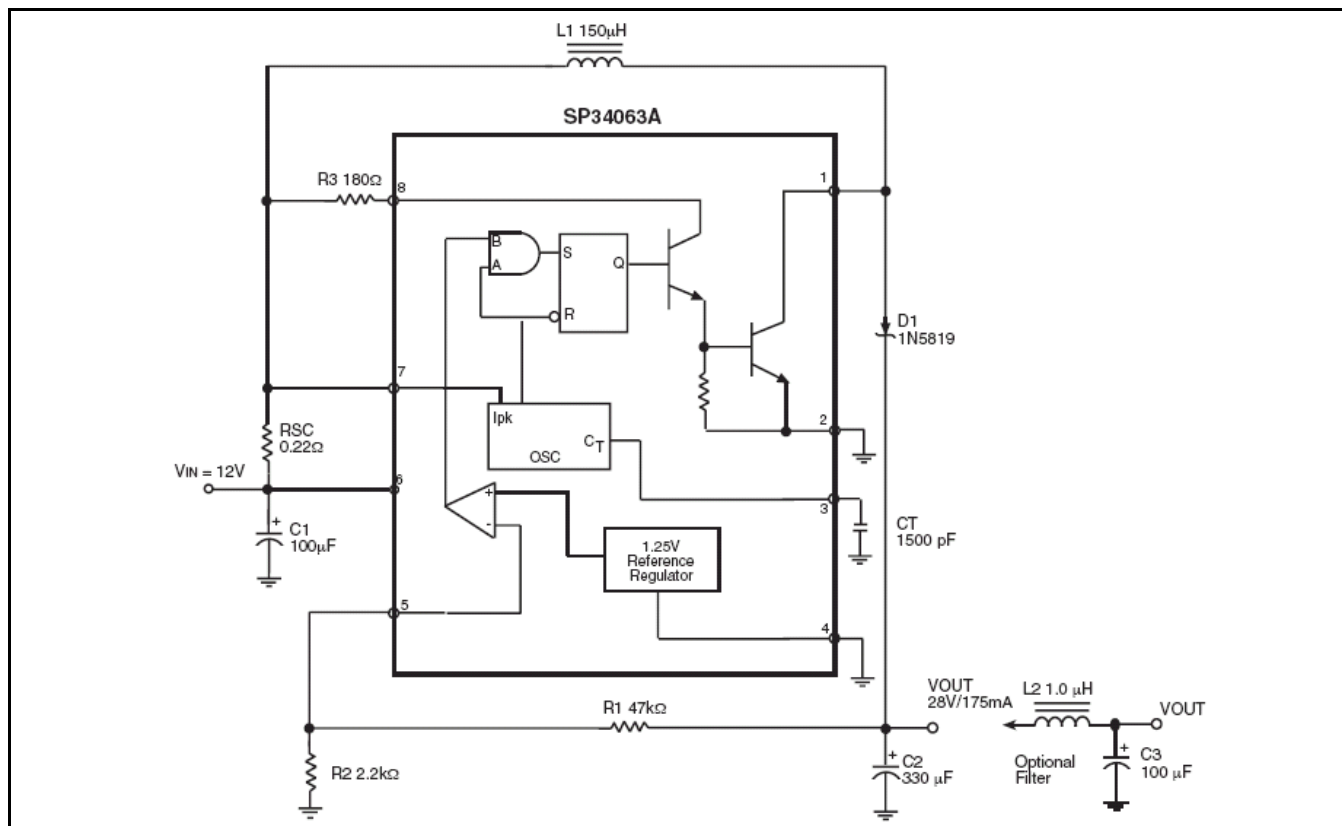 L1 150μH
SP34063A
R3 180Ω
8
1
B
A
S
Q
R
D1
1N5819
7
Ipk
CT
OSC
2
RSC
0.22Ω
VIN = 12V
6
3
+
-
+
C1
100μF
CT
1500 pF
1.25V
Reference
Regulator
5
4
VOUT
28V/175mA
L2 1.0 μH
VOUT
R1 47kΩ
R2 2.2kΩ
+
C2
330 μF
Optional
Filter
+
C3
100 μF